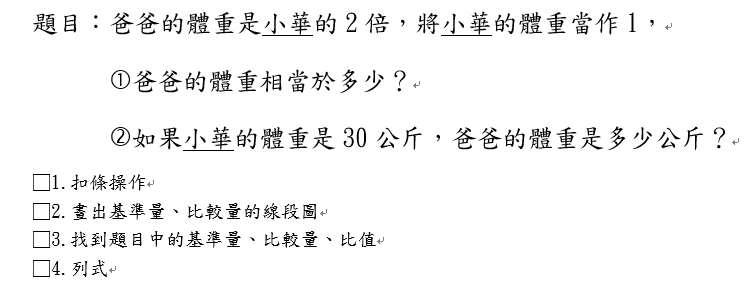 題目：爸爸的體重是小華的 2 倍，將小華的體重當作 1，
①爸爸的體重相當於多少？
②如果小華的體重是 30 公斤，爸爸的體重是多少公斤？
□1.扣條操作
□2.畫出基準量、比較量的線段圖
□3.找到題目中的基準量、比較量、比值
□4.列式